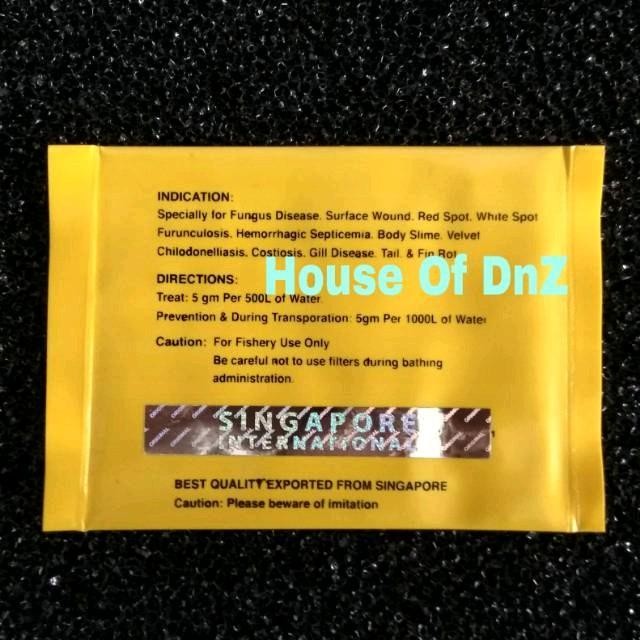 INDICATION:
Specially for Fungus Disease. Surface Wound. Red Spot. White Spot
Furunculosis. Hemorrhagic Septicemia. Body Slime. Velvet
Chilodonelliasis. Costiosis. Gill Disease. Tail. & Fin Rot
House Of DnZ
DIRECTIONS:
Treat: 5 gm Per 500L of Water
Prevention & During Transporation: 5gm Per 1000L of Water
Caution: For Fishery Use Only
Be careful not to use filters during bathing
administration.
SINGAPORE
INTERNATIONAL
BEST QUALITY EXPORTED FROM SINGAPORE
Caution: Please beware of imitation